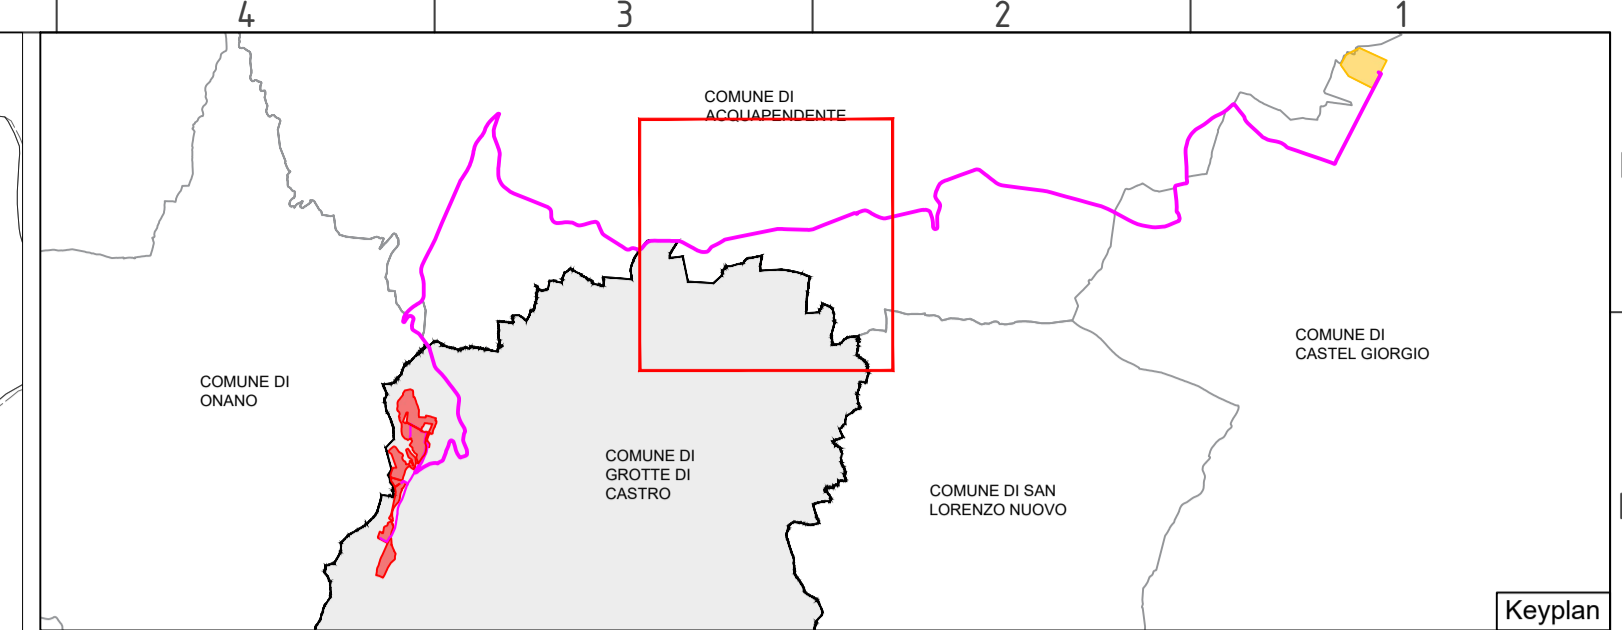 4 3 2 1
COMUNE DI
ACQUAPENDENTE
COMUNE DI
CASTEL GIORGIO
COMUNE DI
ONANO
COMUNE DI
GROTTE DI
CASTRO
COMUNE DI SAN
LORENZO NUOVO
Keyplan